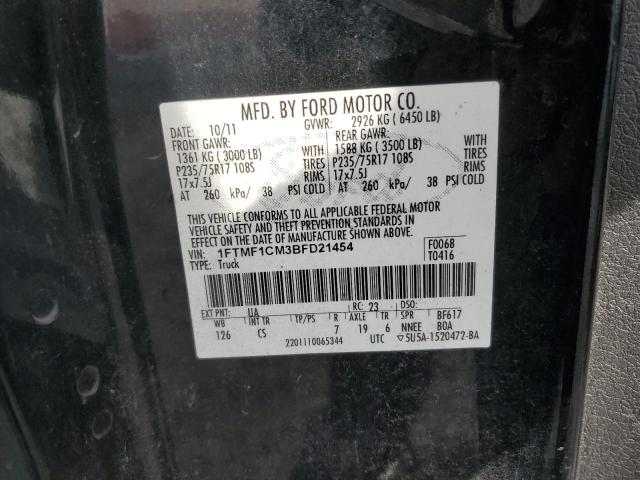 MFD. BY FORD MOTOR CO.
DATE: 10/11 GVWR: 2926 KG ( 6450 LB)
FRONT GAWR: REAR GAWR:
1361 KG ( 3000 LB) WITH 1588 KG ( 3500 LB) WITH
P235/75R17 108S TIRES P235/75R17 108S TIRES
17x7.5J RIMS 17x7.5J RIMS
AT 260 kPa/ 38 PSI COLD AT 260 kPa/ 38 PSI COLD
THIS VEHICLE CONFORMS TO ALL APPLICABLE FEDERAL MOTOR
VEHICLE SAFETY AND THEFT PREVENTION STANDARDS IN
EFFECT ON THE DATE OF MANUFACTURE SHOWN ABOVE.
VIN: 1FTMF1CM3BFD21454 F0068
TYPE: Truck T0416
EXT PNT: UA RC: 23 DSO:
WB INT TR TP/PS R AXLE TR SPR BF617
126 CS 7 19 6 NNEE BOA
2201110065344 UTC ▽5U5A-1520472-BA